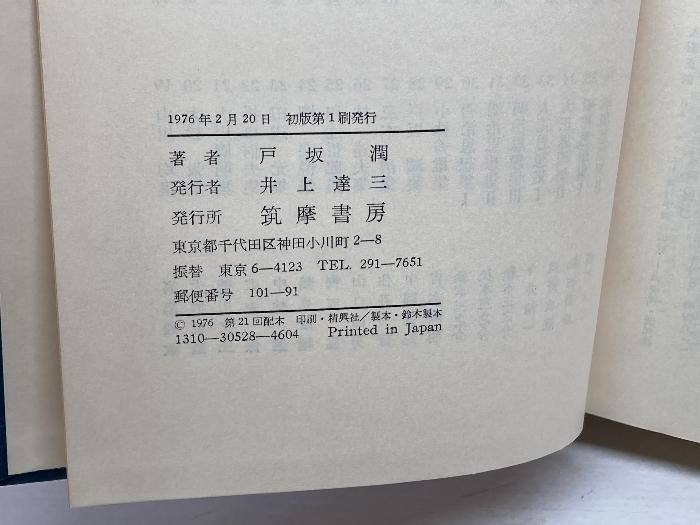 1976年2月20日　初版第1刷発行
著者　戸坂　潤
発行者　井上達三
発行所　筑摩書房
東京都千代田区神田小川町2—8
振替　東京6—4123　TEL. 291—7651
郵便番号　101—91
© 1976　第21回配本　印刷・精興社／製本・鈴木製本
1310—30528—4604　Printed in Japan